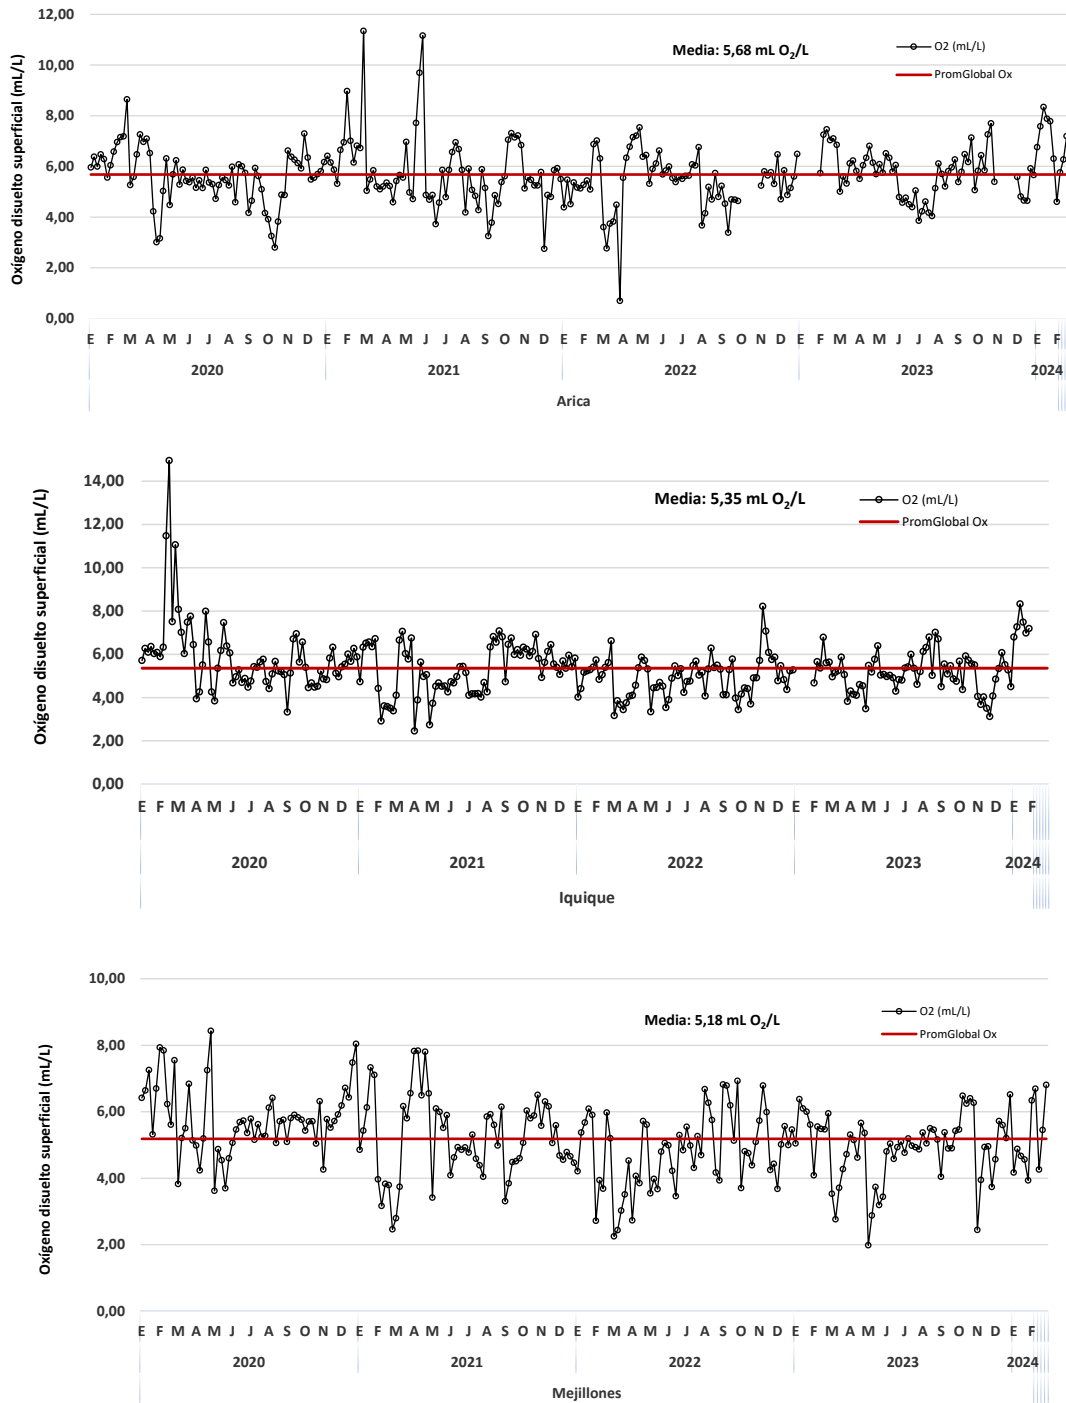 12,00
Media: 5,68 mL O2/L
O2 (mL/L)
PromGlobal Ox
10,00
8,00
6,00
4,00
2,00
0,00
Oxígeno disuelto superficial (mL/L)
E F M A M J J A S O N D E F M A M J J A S O N D E F M A M J J A S O N D E F M A M J J A S O N D E F
2020 2021 2022 2023 2024
Arica
14,00
Media: 5,35 mL O2/L
O2 (mL/L)
PromGlobal Ox
12,00
10,00
8,00
6,00
4,00
2,00
0,00
Oxígeno disuelto superficial (mL/L)
E F M A M J J A S O N D E F M A M J J A S O N D E F M A M J J A S O N D E F M A M J J A S O N D E F
2020 2021 2022 2023 2024
Iquique
10,00
Media: 5,18 mL O2/L
O2 (mL/L)
PromGlobal Ox
8,00
6,00
4,00
2,00
0,00
Oxígeno disuelto superficial (mL/L)
E F M A M J J A S O N D E F M A M J J A S O N D E F M A M J J A S O N D E F M A M J J A S O N D E F
2020 2021 2022 2023 2024
Mejillones